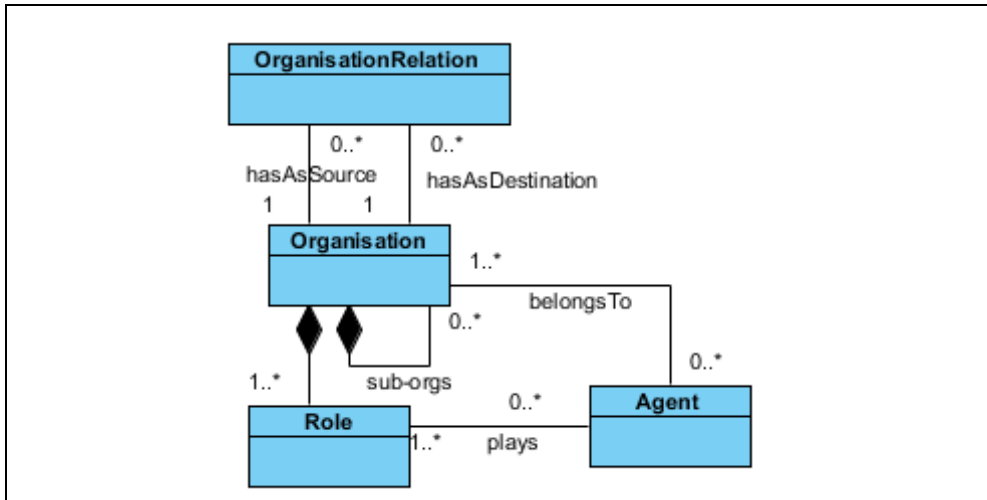 OrganisationRelation
0..*
0..*
hasAsSource
hasAsDestination
1
1
Organisation
1..*
belongsTo
0..*
sub-orgs
1..*
0..*
0..*
Role
Agent
1..*
plays